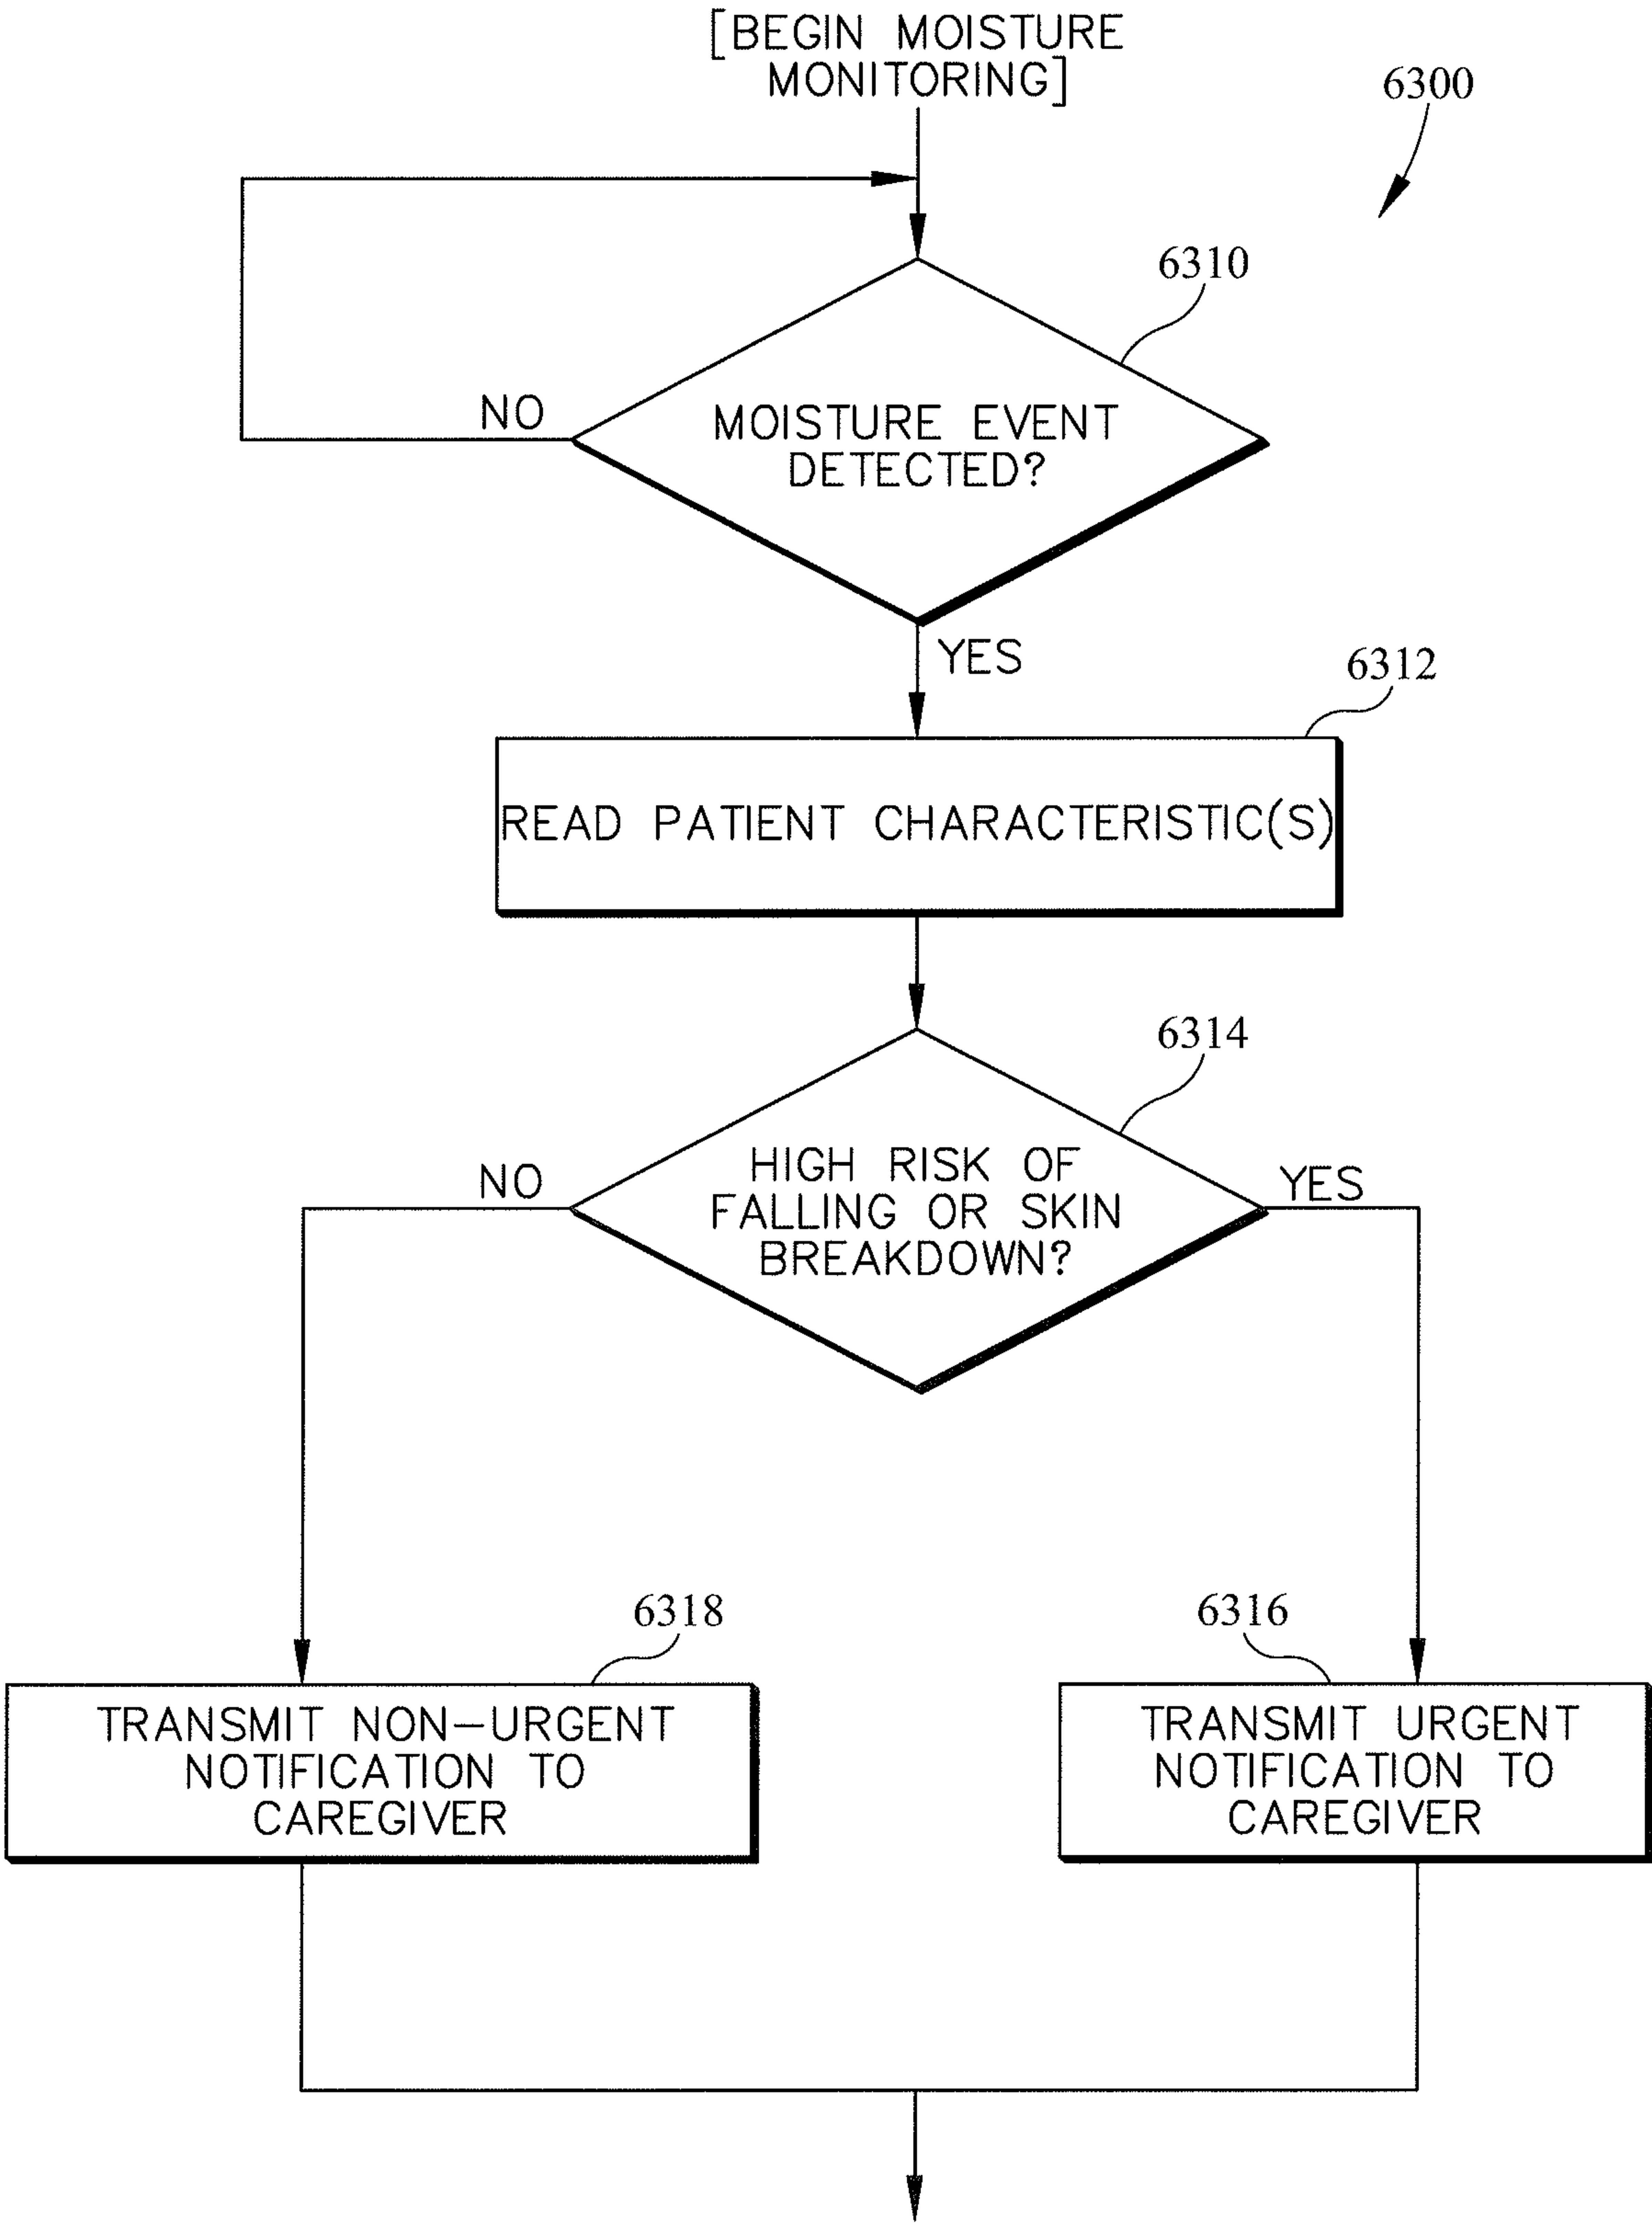 [BEGIN MOISTURE
MONITORING]
6300
6310
NO
MOISTURE EVENT
DETECTED?
YES
6312
READ PATIENT CHARACTERISTIC(S)
6314
NO
HIGH RISK OF
FALLING OR SKIN
BREAKDOWN?
YES
6318
6316
TRANSMIT NON-URGENT
NOTIFICATION TO
CAREGIVER
TRANSMIT URGENT
NOTIFICATION TO
CAREGIVER